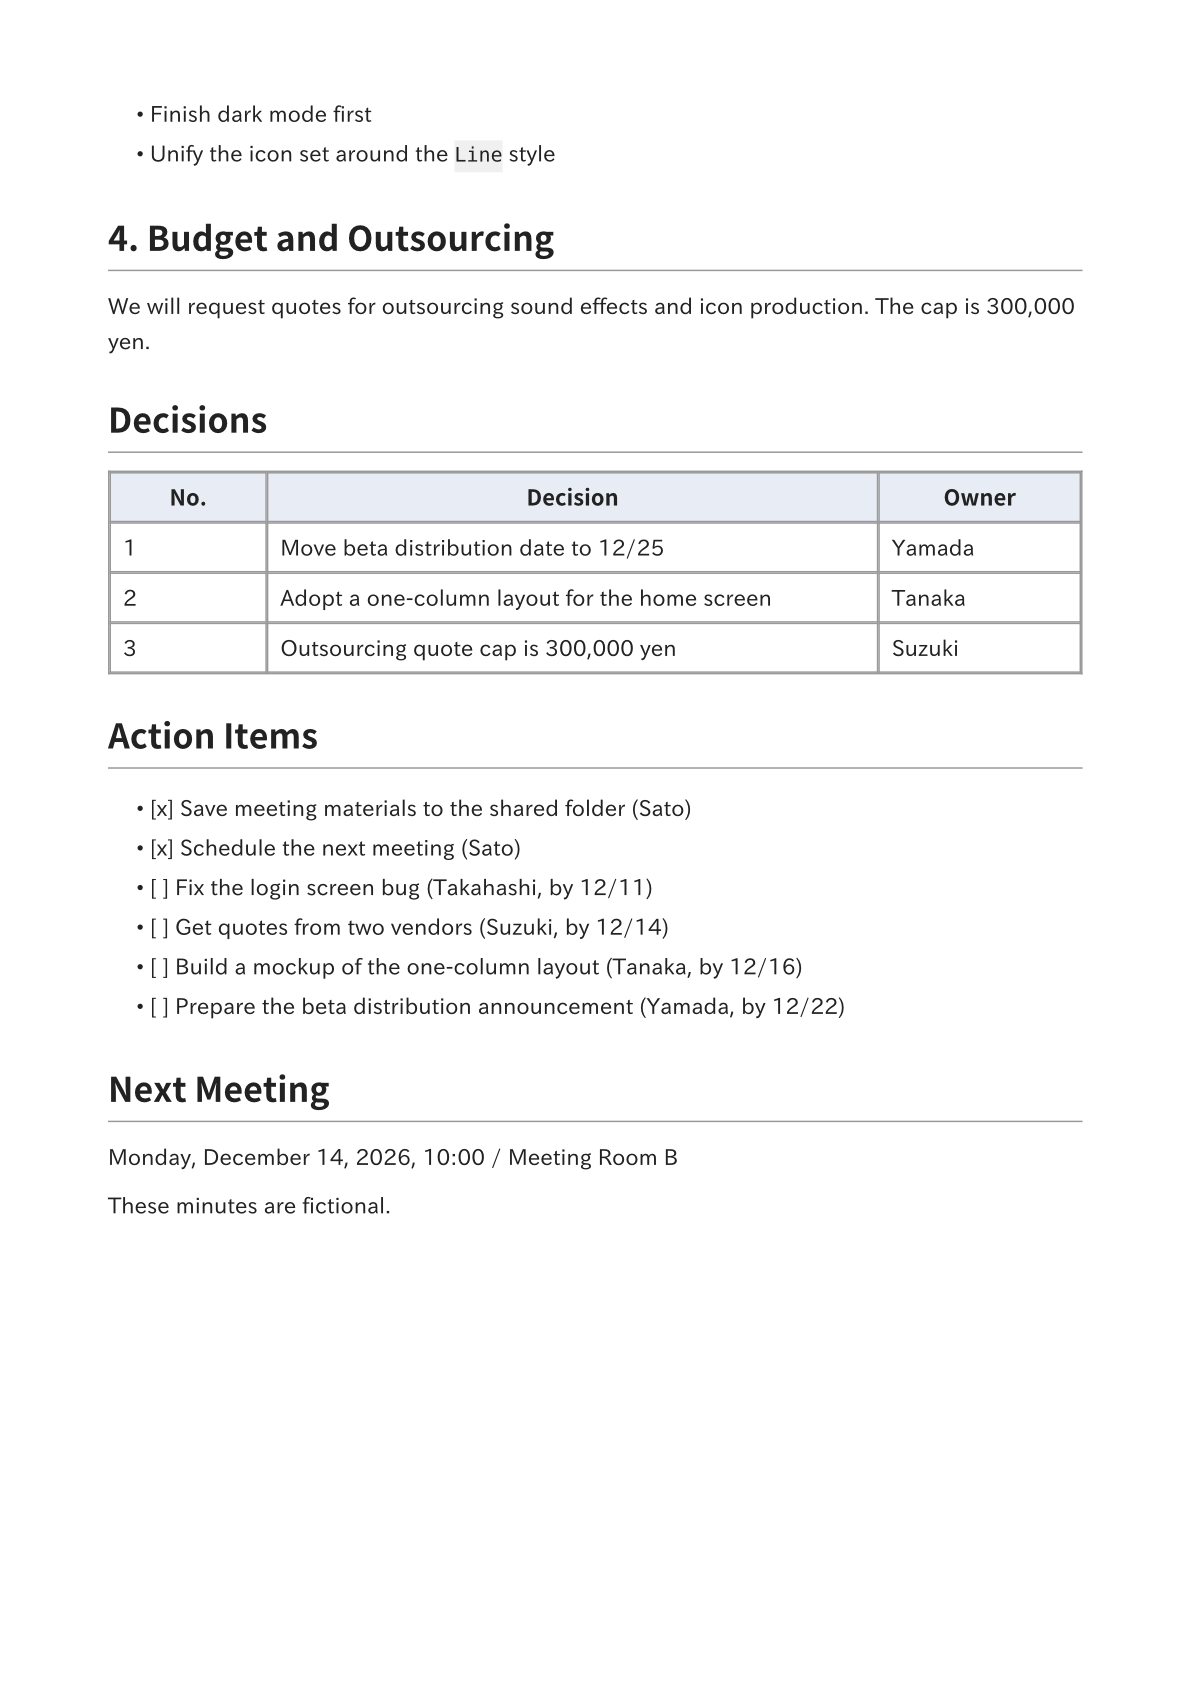 • Finish dark mode first
• Unify the icon set around the Line style
4. Budget and Outsourcing
We will request quotes for outsourcing sound effects and icon production. The cap is 300,000
yen.
Decisions
No. Decision Owner
1 Move beta distribution date to 12/25 Yamada
2 Adopt a one-column layout for the home screen Tanaka
3 Outsourcing quote cap is 300,000 yen Suzuki
Action Items
• [x] Save meeting materials to the shared folder (Sato)
• [x] Schedule the next meeting (Sato)
• [ ] Fix the login screen bug (Takahashi, by 12/11)
• [ ] Get quotes from two vendors (Suzuki, by 12/14)
• [ ] Build a mockup of the one-column layout (Tanaka, by 12/16)
• [ ] Prepare the beta distribution announcement (Yamada, by 12/22)
Next Meeting
Monday, December 14, 2026, 10:00 / Meeting Room B
These minutes are fictional.